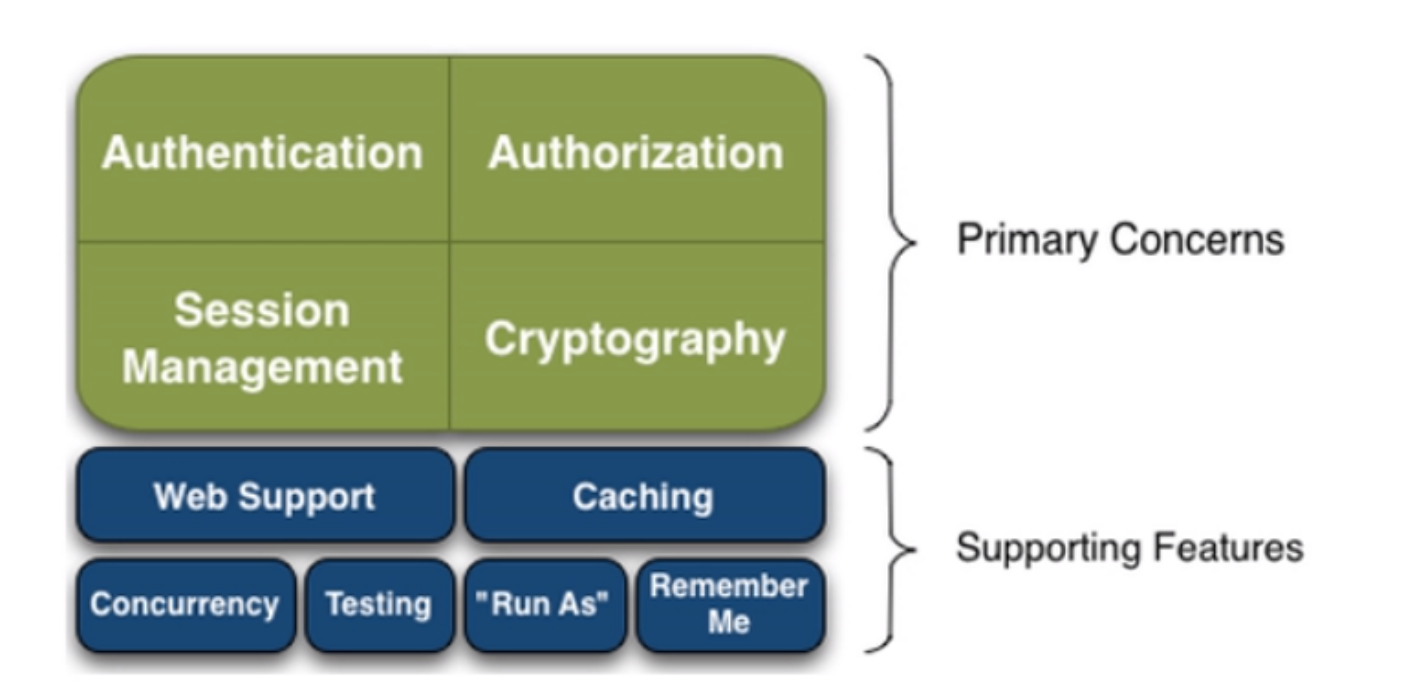 Authentication
Authorization
Session
Management
Cryptography
Primary Concerns
Web Support
Caching
Concurrency
Testing
"Run As"
Remember
Me
Supporting Features